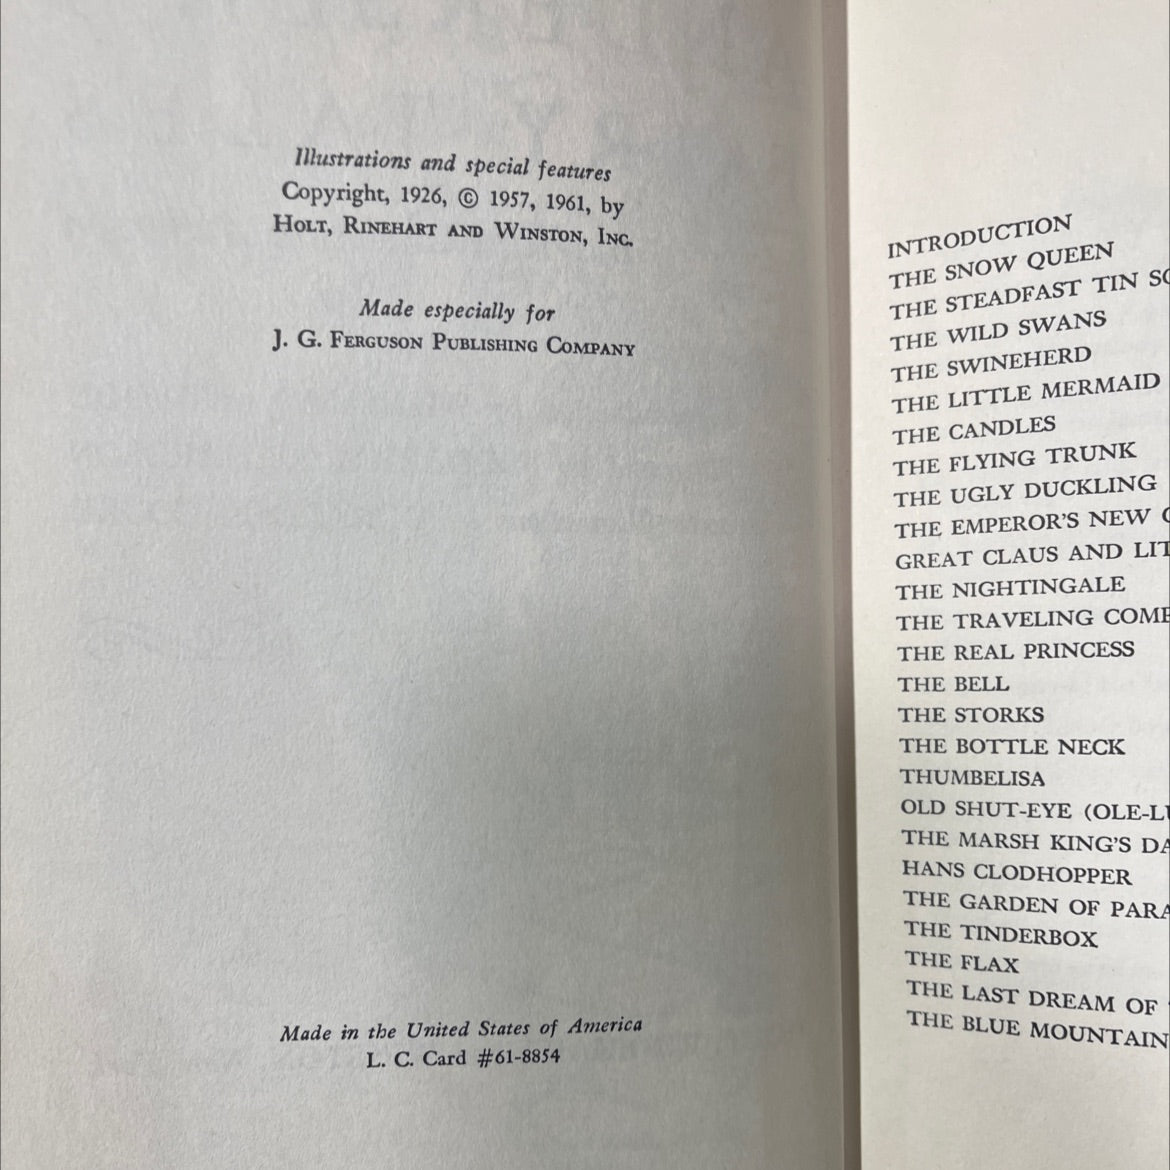 Illustrations and special features
Copyright, 1926, © 1957, 1961, by
HOLT, RINEHART AND WINSTON, INC.
Made especially for
J. G. FERGUSON PUBLISHING COMPANY
Made in the United States of America
L. C. Card #61-8854
INTRODUCTION
THE SNOW QUEEN
THE STEADFAST TIN
THE WILD SWANS
THE SWINEHERD
THE LITTLE MERMAID
THE CANDLES
THE FLYING TRUNK
THE UGLY DUCKLING
THE EMPEROR'S NEW
GREAT CLAUS AND
THE NIGHTINGALE
THE TRAVELING
THE REAL PRINCESS
THE BELL
THE STORKS
THE BOTTLE NECK
THUMBELISA
OLD SHUT-EYE
THE MARSH KING'S
HANS CLODHOPPER
THE GARDEN OF
THE TINDERBOX
THE FLAX
THE LAST DREAM OF
THE BLUE MOUNTAIN